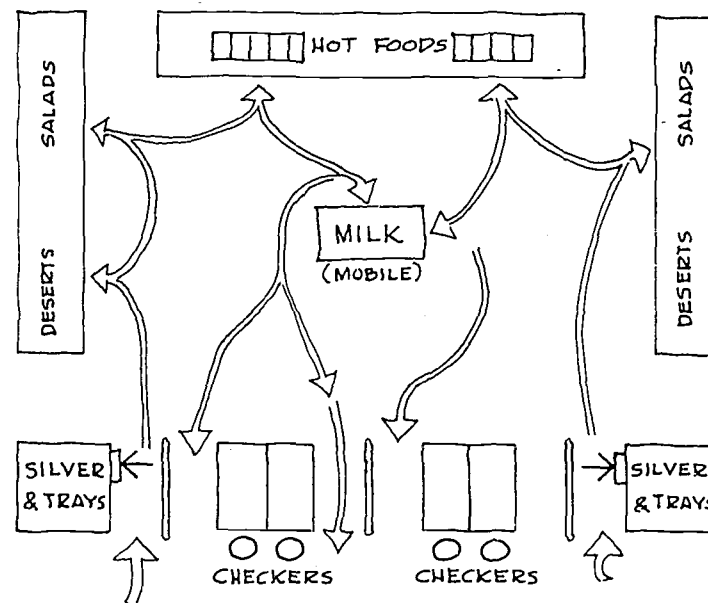 HOT FOODS
SALADS
SALADS
DESERTS
DESERTS
MILK
(MOBILE)
SILVER
& TRAYS
SILVER
& TRAYS
CHECKERS
CHECKERS